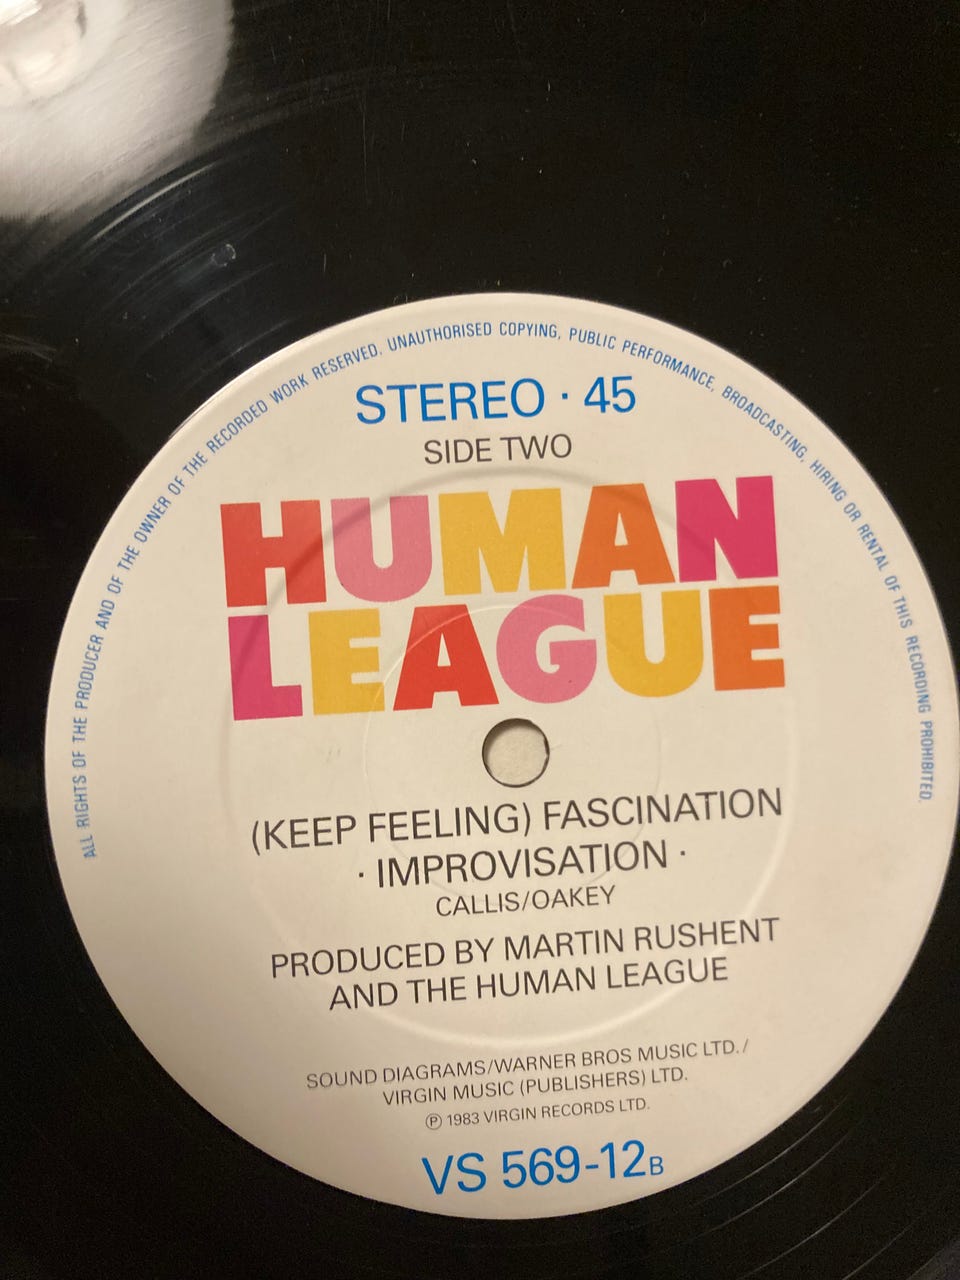 ALL RIGHTS OF THE PRODUCER AND OF THE OWNER OF THE RECORDED WORK RESERVED. UNAUTHORISED COPYING, PUBLIC PERFORMANCE, BROADCASTING, HIRING OR RENTAL OF THIS RECORDING PROHIBITED.
STEREO · 45
SIDE TWO
HUMAN
LEAGUE
(KEEP FEELING) FASCINATION
· IMPROVISATION ·
CALLIS/OAKEY
PRODUCED BY MARTIN RUSHENT
AND THE HUMAN LEAGUE
SOUND DIAGRAMS/WARNER BROS MUSIC LTD./
VIRGIN MUSIC (PUBLISHERS) LTD.
℗ 1983 VIRGIN RECORDS LTD.
VS 569-12B